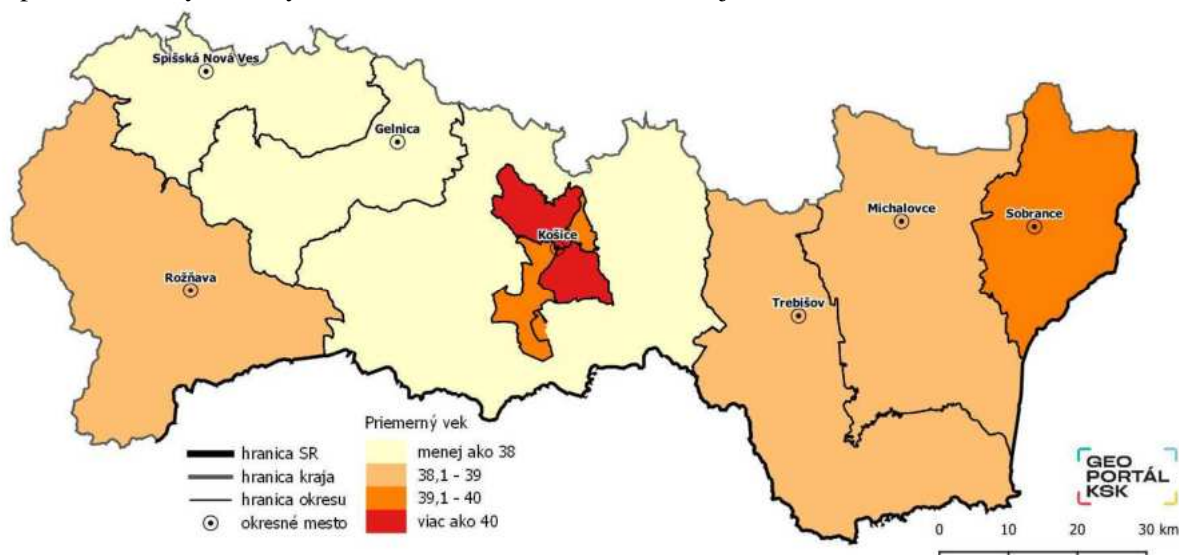 Spišská Nová Ves
Gelnica
Košice
Michalovce
Sobrance
Rožňava
Trebišov
Priemerný vek
hranica SR
hranica kraja
hranica okresu
okresné mesto
menej ako 38
38,1 - 39
39,1 - 40
viac ako 40
GEO
PORTÁL
KSK
0 10 20 30 km